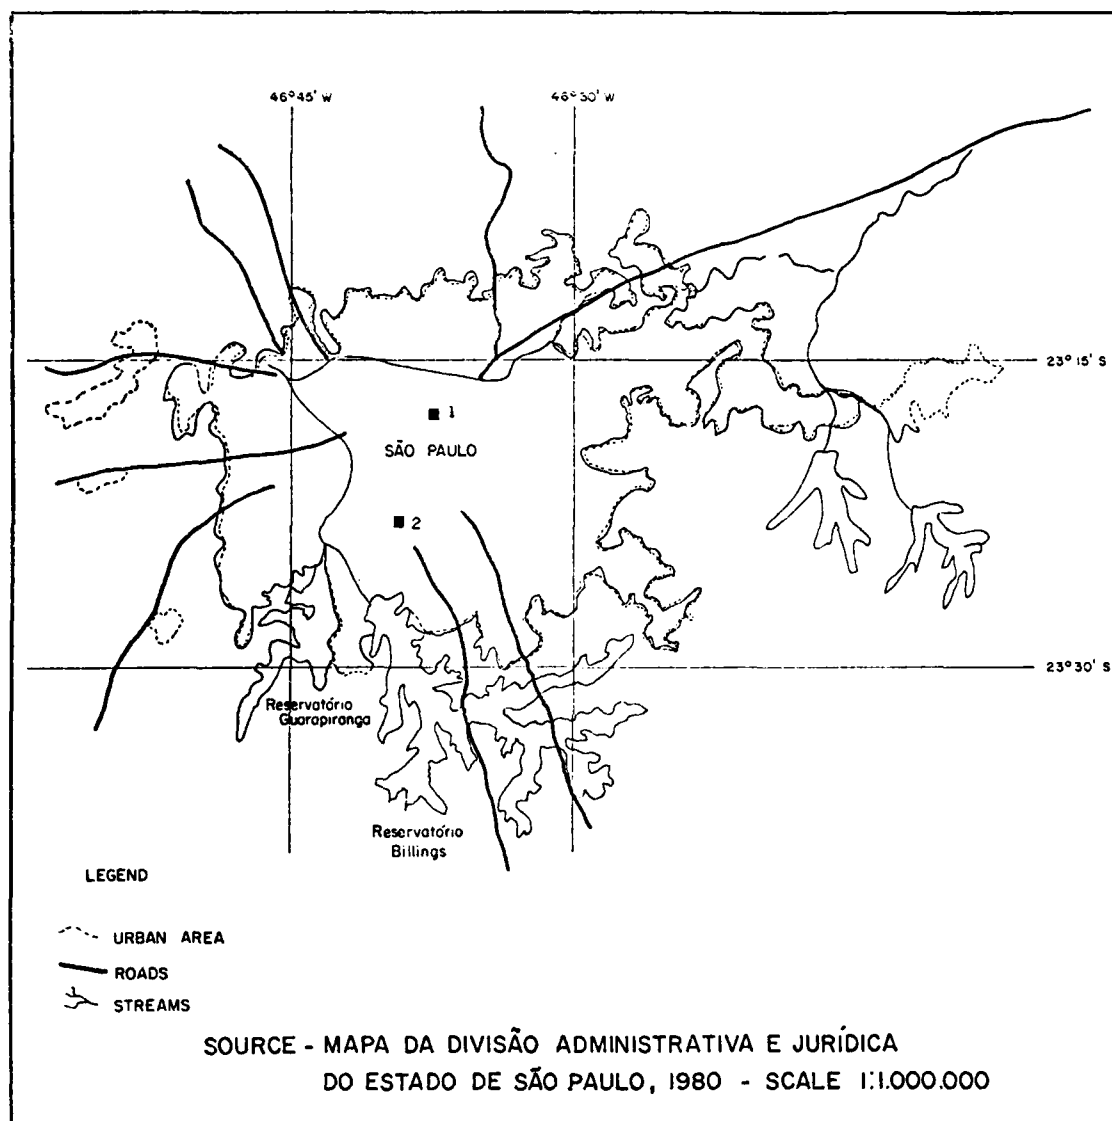 46°45' W
46°30' W
23°15' S
1
SÃO PAULO
2
23°30' S
Reservatório
Guarapiranga
Reservatório
Billings
LEGEND
URBAN AREA
ROADS
STREAMS
SOURCE - MAPA DA DIVISÃO ADMINISTRATIVA E JURÍDICA
DO ESTADO DE SÃO PAULO, 1980 - SCALE 1:1.000.000